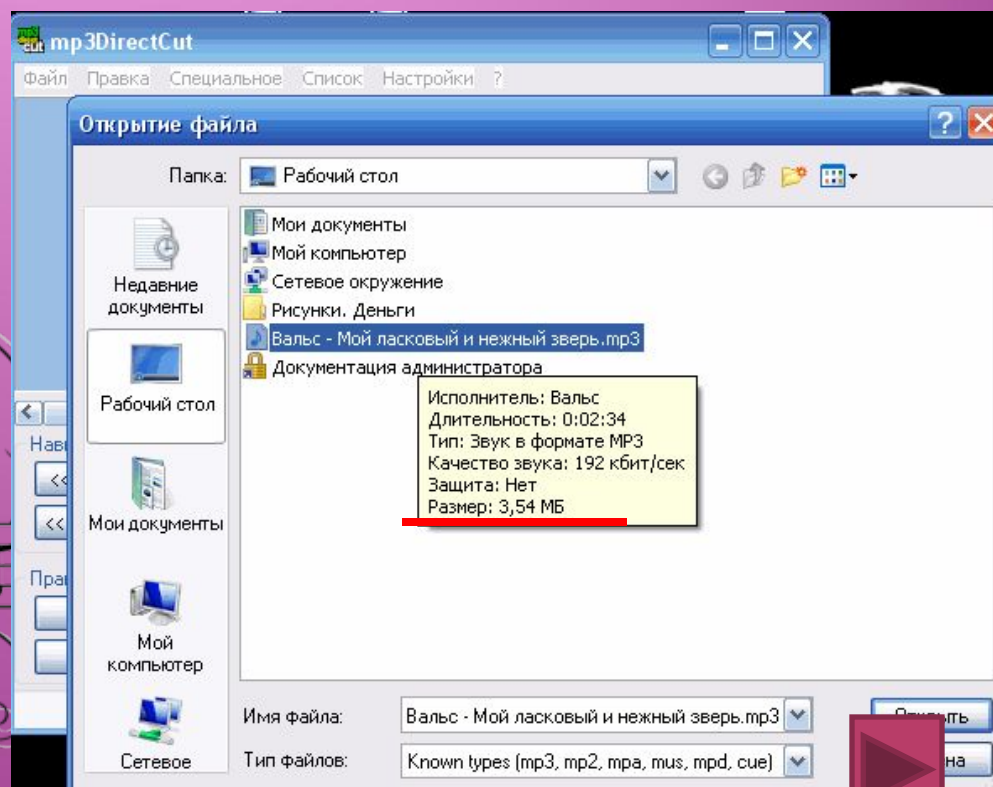 mp3DirectCut
Файл Правка Специальное Список Настройки ?
Открытие файла
Папка: Рабочий стол
Недавние документы
Рабочий стол
Мои документы
Мой компьютер
Сетевое
Мои документы
Мой компьютер
Сетевое окружение
Рисунки. Деньги
Вальс - Мой ласковый и нежный зверь.mp3
Документация администратора
Исполнитель: Вальс
Длительность: 0:02:34
Тип: Звук в формате MP3
Качество звука: 192 кбит/сек
Защита: Нет
Размер: 3,54 МБ
Имя файла: Вальс - Мой ласковый и нежный зверь.mp3
Тип файлов: Known types (mp3, mp2, mpa, mus, mpd, cue)